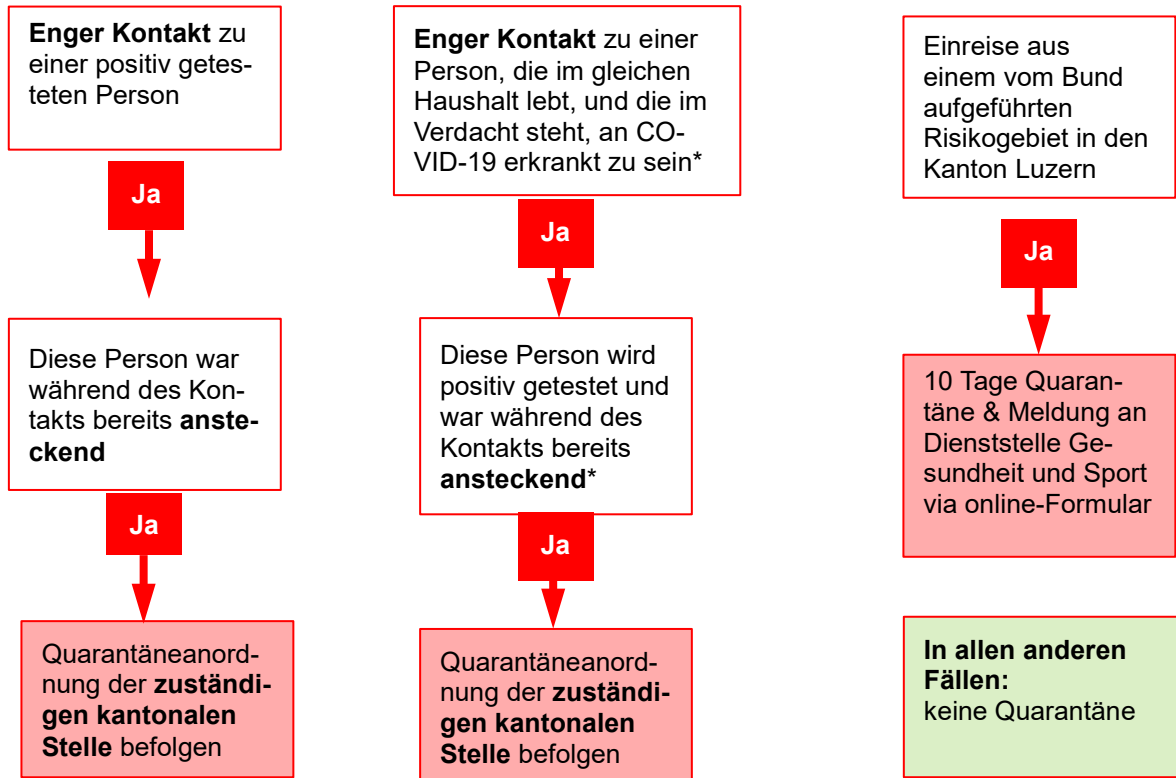 Enger Kontakt zu
einer positiv getes-
teten Person
Ja
Diese Person war
während des Kon-
takts bereits anste-
ckend
Ja
Quarantäneanord-
nung der zuständi-
gen kantonalen
Stelle befolgen
Enger Kontakt zu einer
Person, die im gleichen
Haushalt lebt, und die im
Verdacht steht, an CO-
VID-19 erkrankt zu sein*
Ja
Diese Person wird
positiv getestet und
war während des
Kontakts bereits
ansteckend*
Ja
Quarantäneanord-
nung der zuständi-
gen kantonalen
Stelle befolgen
Einreise aus
einem vom Bund
aufgeführten
Risikogebiet in den
Kanton Luzern
Ja
10 Tage Quaran-
täne & Meldung an
Dienststelle Ge-
sundheit und Sport
via online-Formular
In allen anderen
Fällen:
keine Quarantäne